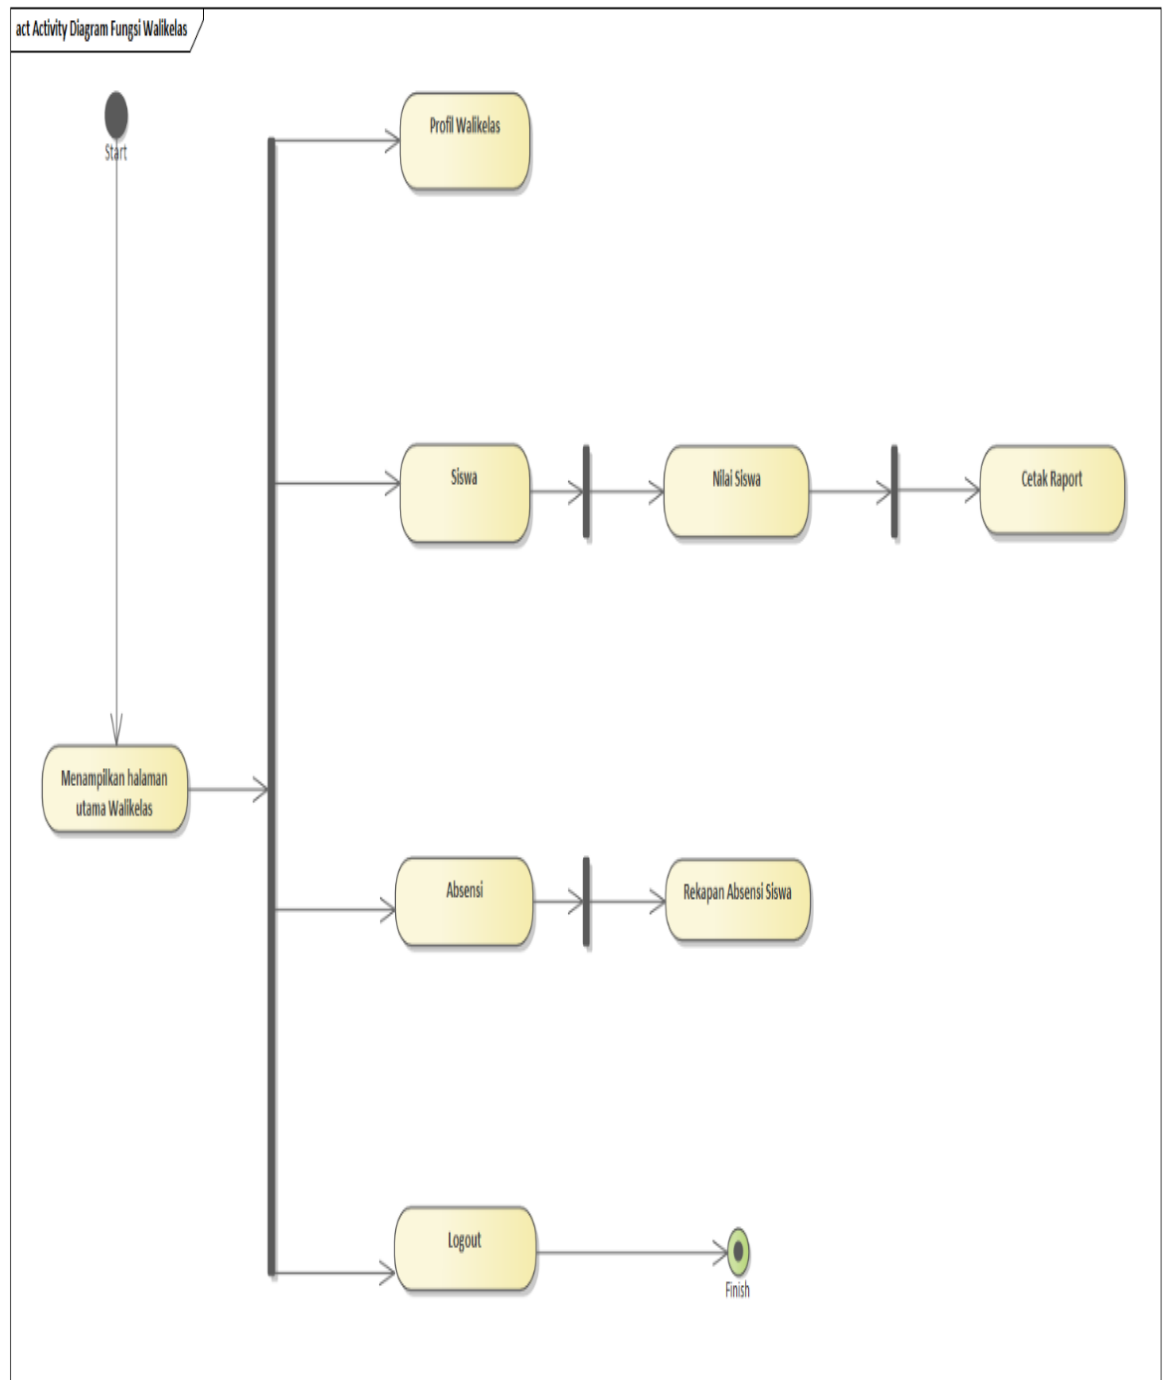 act Activity Diagram Fungsi Walikelas
Start
Profil Walikelas
Siswa
Nilai Siswa
Cetak Raport
Menampilkan halaman
utama Walikelas
Absensi
Rekapan Absensi Siswa
Logout
Finish